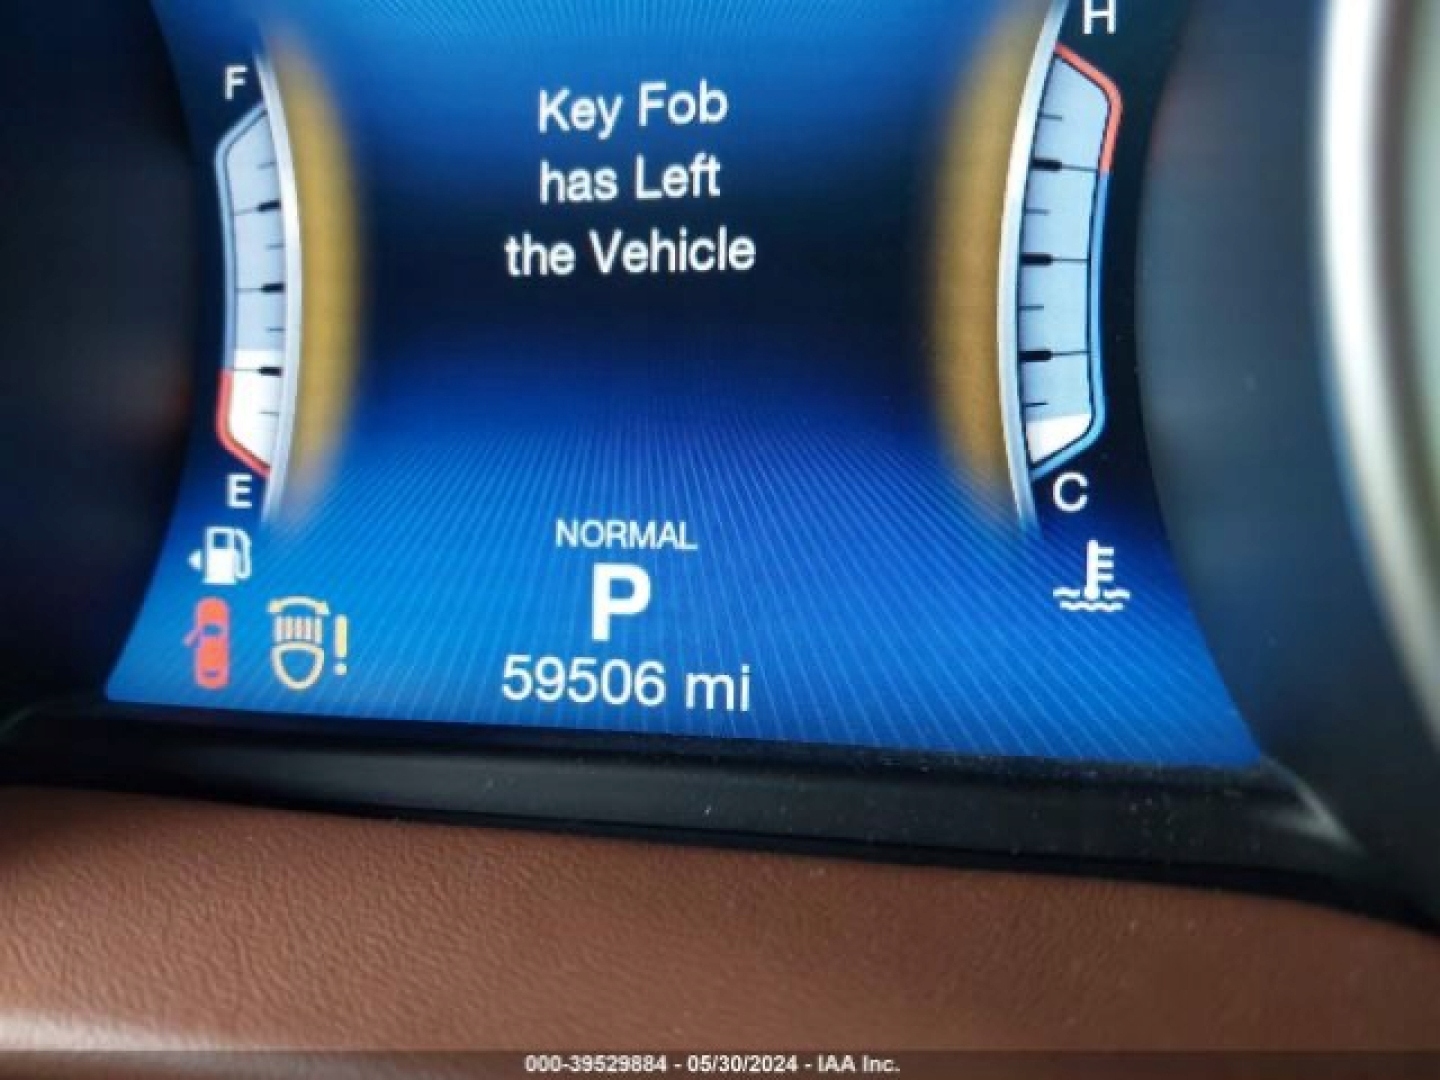 H
F
Key Fob
has Left
the Vehicle
E
C
NORMAL
P
59506 mi
000-39529884 - 05/30/2024 - IAA Inc.